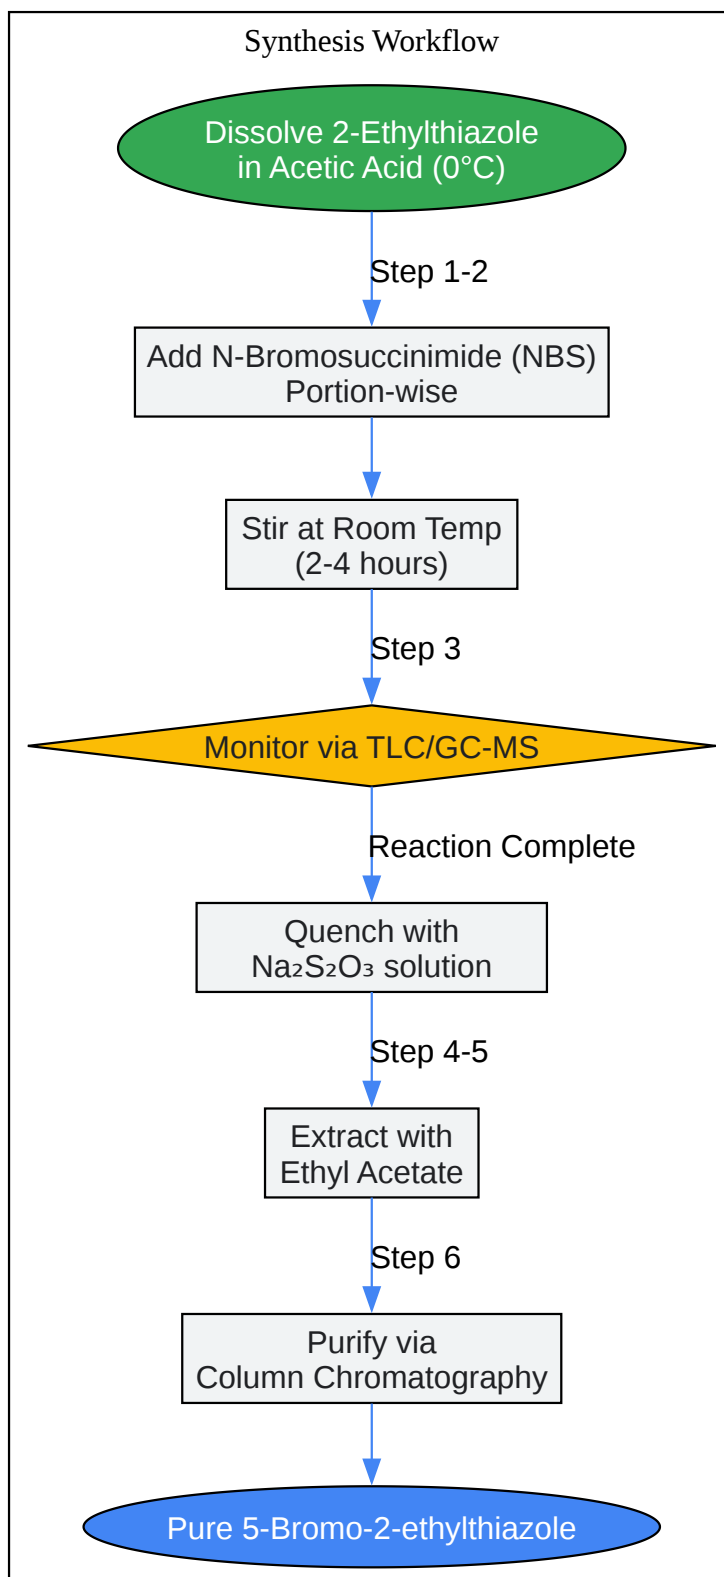 Synthesis Workflow
Dissolve 2-Ethylthiazole
in Acetic Acid (0°C)
Step 1-2
Add N-Bromosuccinimide (NBS)
Portion-wise
Stir at Room Temp
(2-4 hours)
Step 3
Monitor via TLC/GC-MS
Reaction Complete
Quench with
Na₂S₂O₃ solution
Step 4-5
Extract with
Ethyl Acetate
Step 6
Purify via
Column Chromatography
Pure 5-Bromo-2-ethylthiazole